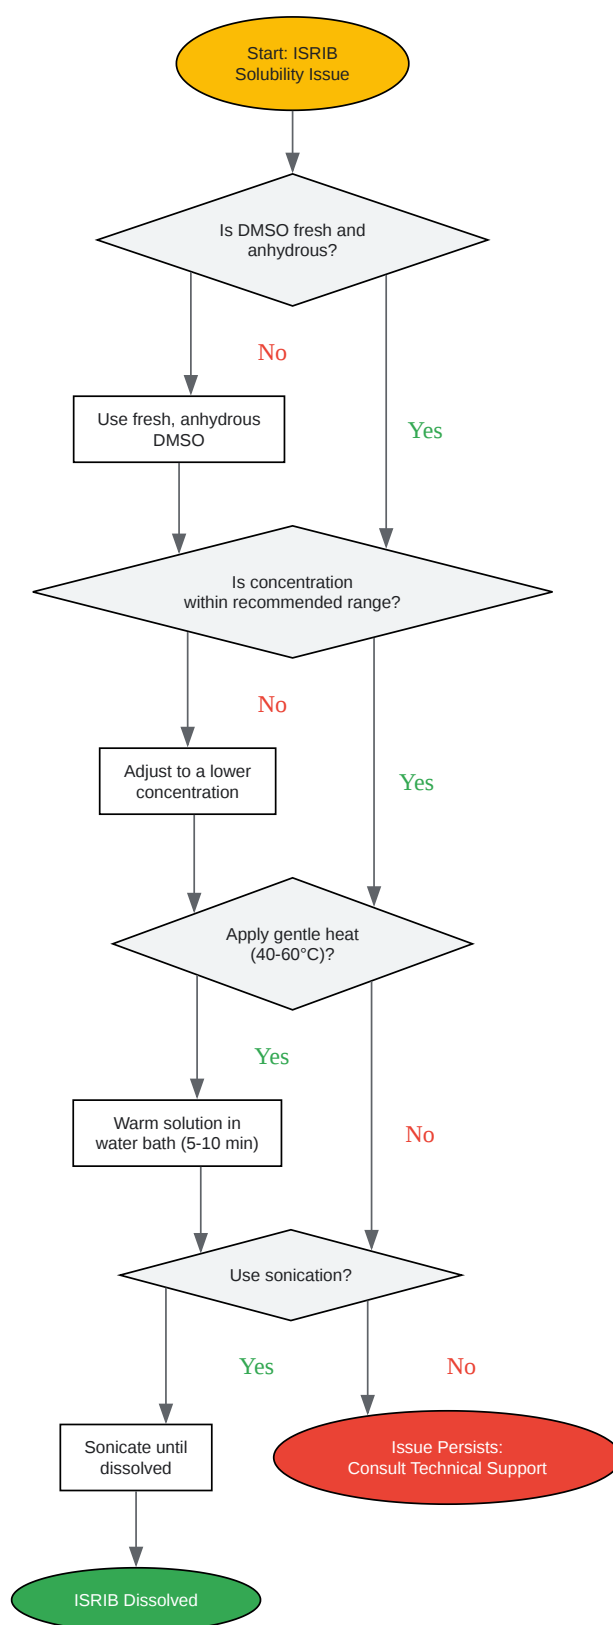 Start: ISRIB
Solubility Issue
Is DMSO fresh and
anhydrous?
No
Use fresh, anhydrous
DMSO
Yes
Is concentration
within recommended range?
No
Adjust to a lower
concentration
Yes
Apply gentle heat
(40-60°C)?
Yes
Warm solution in
water bath (5-10 min)
No
Use sonication?
Yes
No
Sonicate until
dissolved
Issue Persists:
Consult Technical Support
ISRIB Dissolved